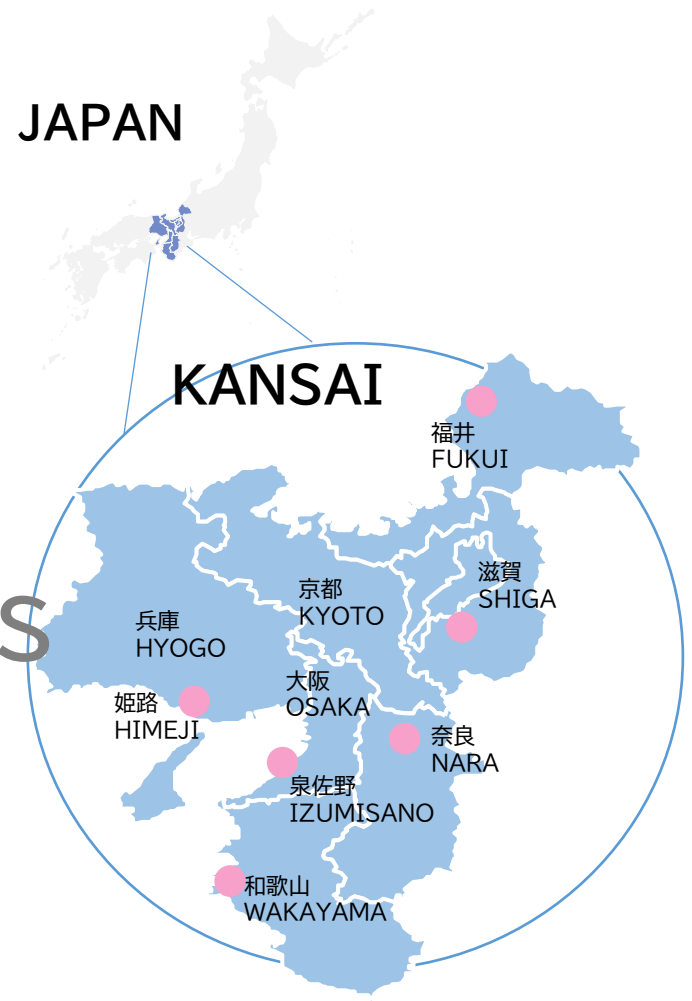 JAPAN
KANSAI
福井
FUKUI
滋賀
SHIGA
京都
KYOTO
S
兵庫
HYOGO
大阪
OSAKA
姫路
HIMEJI
奈良
NARA
泉佐野
IZUMISANO
和歌山
WAKAYAMA